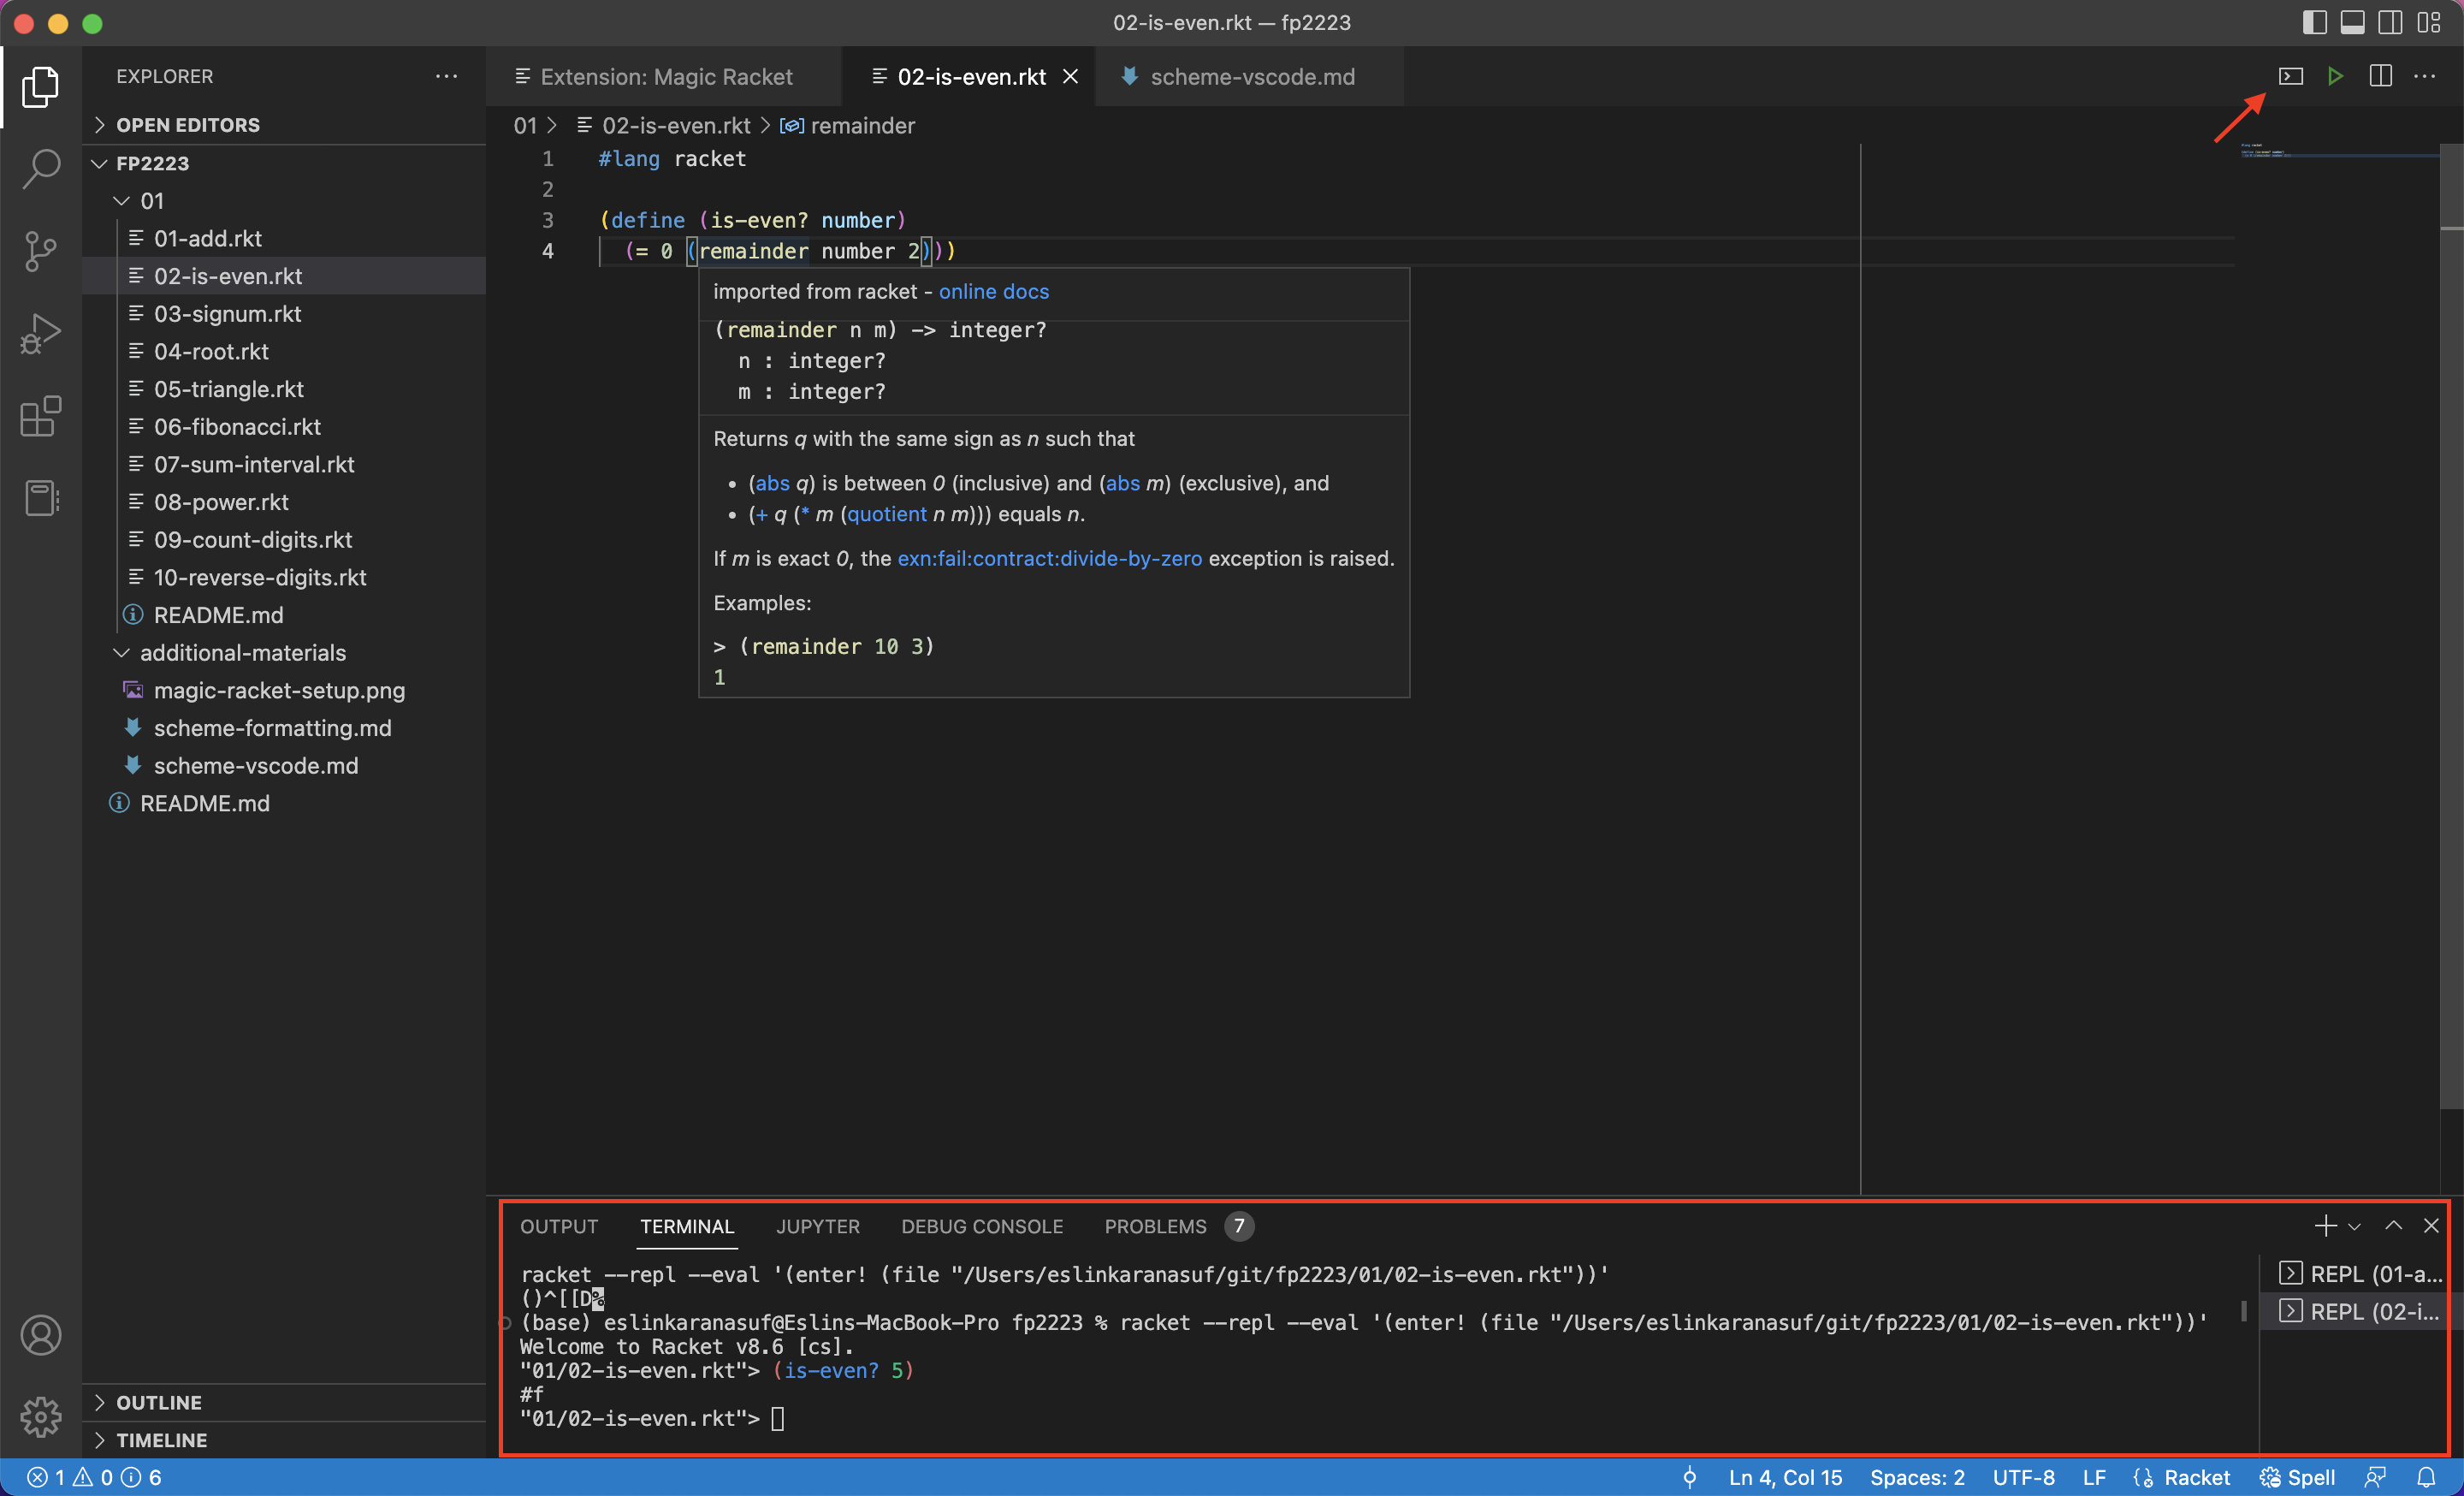 02-is-even.rkt — fp2223
EXPLORER
OPEN EDITORS
FP2223
01
01-add.rkt
02-is-even.rkt
03-signum.rkt
04-root.rkt
05-triangle.rkt
06-fibonacci.rkt
07-sum-interval.rkt
08-power.rkt
09-count-digits.rkt
10-reverse-digits.rkt
README.md
additional-materials
magic-racket-setup.png
scheme-formatting.md
scheme-vscode.md
README.md
OUTLINE
TIMELINE
Extension: Magic Racket
02-is-even.rkt
scheme-vscode.md
01 > 02-is-even.rkt > remainder
1 #lang racket
2
3 (define (is-even? number)
4 (= 0 (remainder number 2)))
imported from racket - online docs
(remainder n m) -> integer?
n : integer?
m : integer?
Returns q with the same sign as n such that
• (abs q) is between 0 (inclusive) and (abs m) (exclusive), and
• (+ q (* m (quotient n m))) equals n.
If m is exact 0, the exn:fail:contract:divide-by-zero exception is raised.
Examples:
> (remainder 10 3)
1
OUTPUT TERMINAL JUPYTER DEBUG CONSOLE PROBLEMS 7
racket --repl --eval '(enter! (file "/Users/eslinkaranasuf/git/fp2223/01/02-is-even.rkt"))'
()^[[D%
(base) eslinkaranasuf@Eslins-MacBook-Pro fp2223 % racket --repl --eval '(enter! (file "/Users/eslinkaranasuf/git/fp2223/01/02-is-even.rkt"))'
Welcome to Racket v8.6 [cs].
"01/02-is-even.rkt"> (is-even? 5)
#f
"01/02-is-even.rkt">
REPL (01-a...
REPL (02-i...
1 0 6
Ln 4, Col 15 Spaces: 2 UTF-8 LF Racket Spell